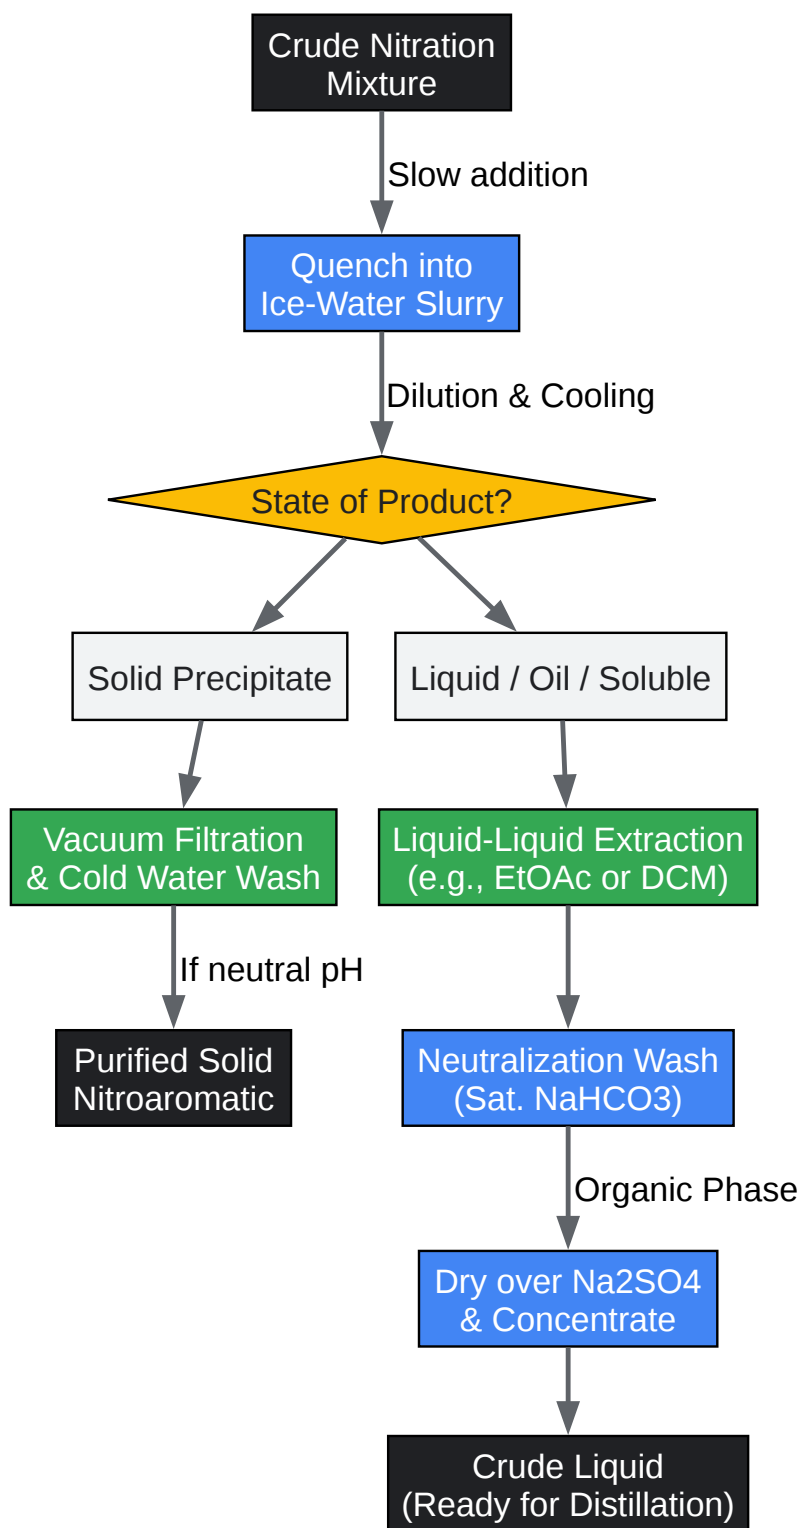 Crude Nitration
Mixture
Slow addition
Quench into
Ice-Water Slurry
Dilution & Cooling
State of Product?
Solid Precipitate
Liquid / Oil / Soluble
Vacuum Filtration
& Cold Water Wash
Liquid-Liquid Extraction
(e.g., EtOAc or DCM)
If neutral pH
Purified Solid
Nitroaromatic
Neutralization Wash
(Sat. NaHCO3)
Organic Phase
Dry over Na2SO4
& Concentrate
Crude Liquid
(Ready for Distillation)